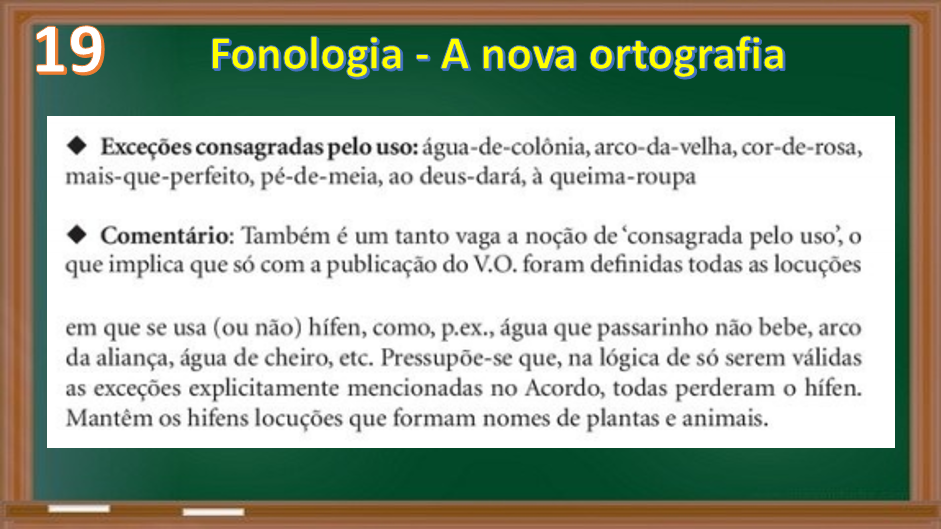 19
Fonologia - A nova ortografia
◆ Exceções consagradas pelo uso: água-de-colônia, arco-da-velha, cor-de-rosa,
mais-que-perfeito, pé-de-meia, ao deus-dará, à queima-roupa
◆ Comentário: Também é um tanto vaga a noção de ‘consagrada pelo uso’, o
que implica que só com a publicação do V.O. foram definidas todas as locuções
em que se usa (ou não) hífen, como, p.ex., água que passarinho não bebe, arco
da aliança, água de cheiro, etc. Pressupõe-se que, na lógica de só serem válidas
as exceções explicitamente mencionadas no Acordo, todas perderam o hífen.
Mantêm os hifens locuções que formam nomes de plantas e animais.